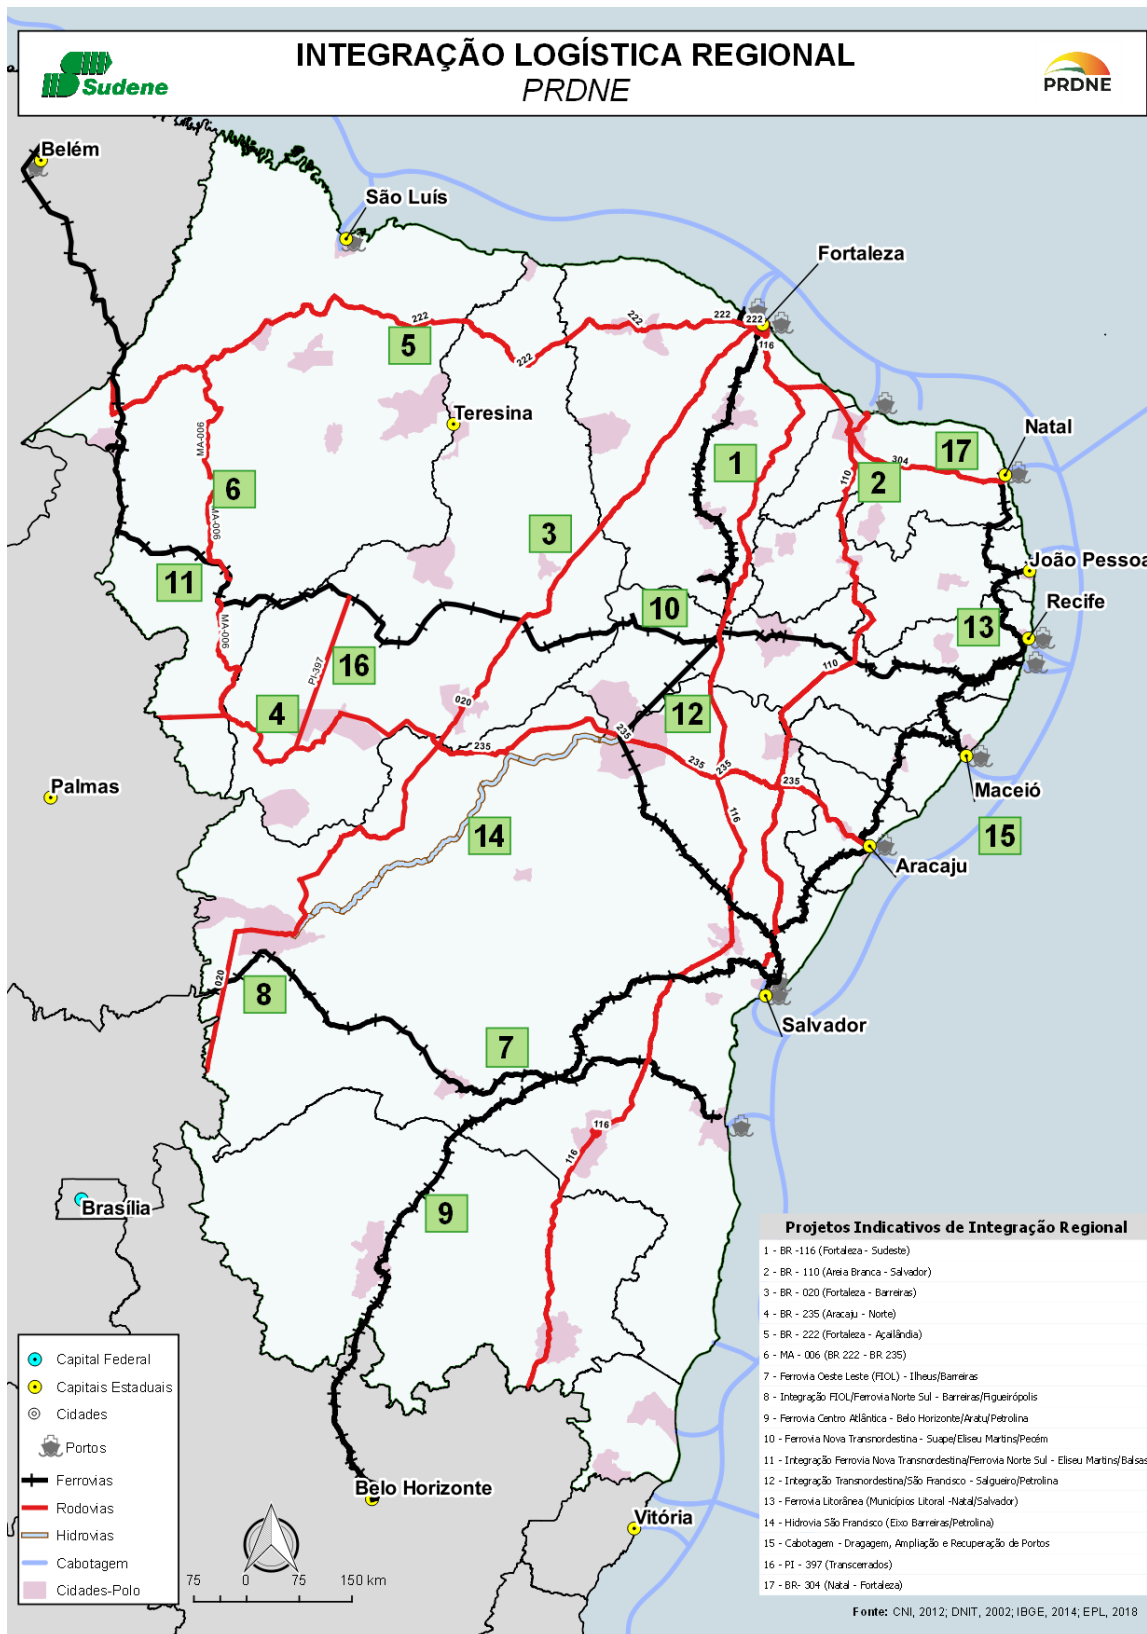 INTEGRAÇÃO LOGÍSTICA REGIONAL
PRDNE
Sudene
PRDNE
Belém
São Luís
Fortaleza
222
222
222
222
222
116
5
Teresina
MA-006
1
17
Natal
304
2
110
6
MA-006
3
11
João Pessoa
10
Recife
13
MA-006
16
PI-397
110
020
4
12
235
235
235
235
235
Palmas
Maceió
116
14
15
Aracaju
020
8
Salvador
7
116
116
Brasília
9
Belo Horizonte
Vitória
Projetos Indicativos de Integração Regional
1 - BR -116 (Fortaleza - Sudeste)
2 - BR - 110 (Areia Branca - Salvador)
3 - BR - 020 (Fortaleza - Barreiras)
4 - BR - 235 (Aracaju - Norte)
5 - BR - 222 (Fortaleza - Açailândia)
6 - MA - 006 (BR 222 - BR 235)
7 - Ferrovia Oeste Leste (FIOL) - Ilheus/Barreiras
8 - Integração FIOL/Ferrovia Norte Sul - Barreiras/Figueirópolis
9 - Ferrovia Centro Atlântica - Belo Horizonte/Aratu/Petrolina
10 - Ferrovia Nova Transnordestina - Suape/Eliseu Martins/Pecém
11 - Integração Ferrovia Nova Transnordestina/Ferrovia Norte Sul - Eliseu Martins/Balsas
12 - Integração Transnordestina/São Francisco - Salgueiro/Petrolina
13 - Ferrovia Litorânea (Municípios Litoral -Natal/Salvador)
14 - Hidrovia São Francisco (Eixo Barreiras/Petrolina)
15 - Cabotagem - Dragagem, Ampliação e Recuperação de Portos
16 - PI - 397 (Transcerrados)
17 - BR- 304 (Natal - Fortaleza)
Fonte: CNI, 2012; DNIT, 2002; IBGE, 2014; EPL, 2018
Capital Federal
Capitais Estaduais
Cidades
Portos
Ferrovias
Rodovias
Hidrovias
Cabotagem
Cidades-Polo
75 0 75 150 km